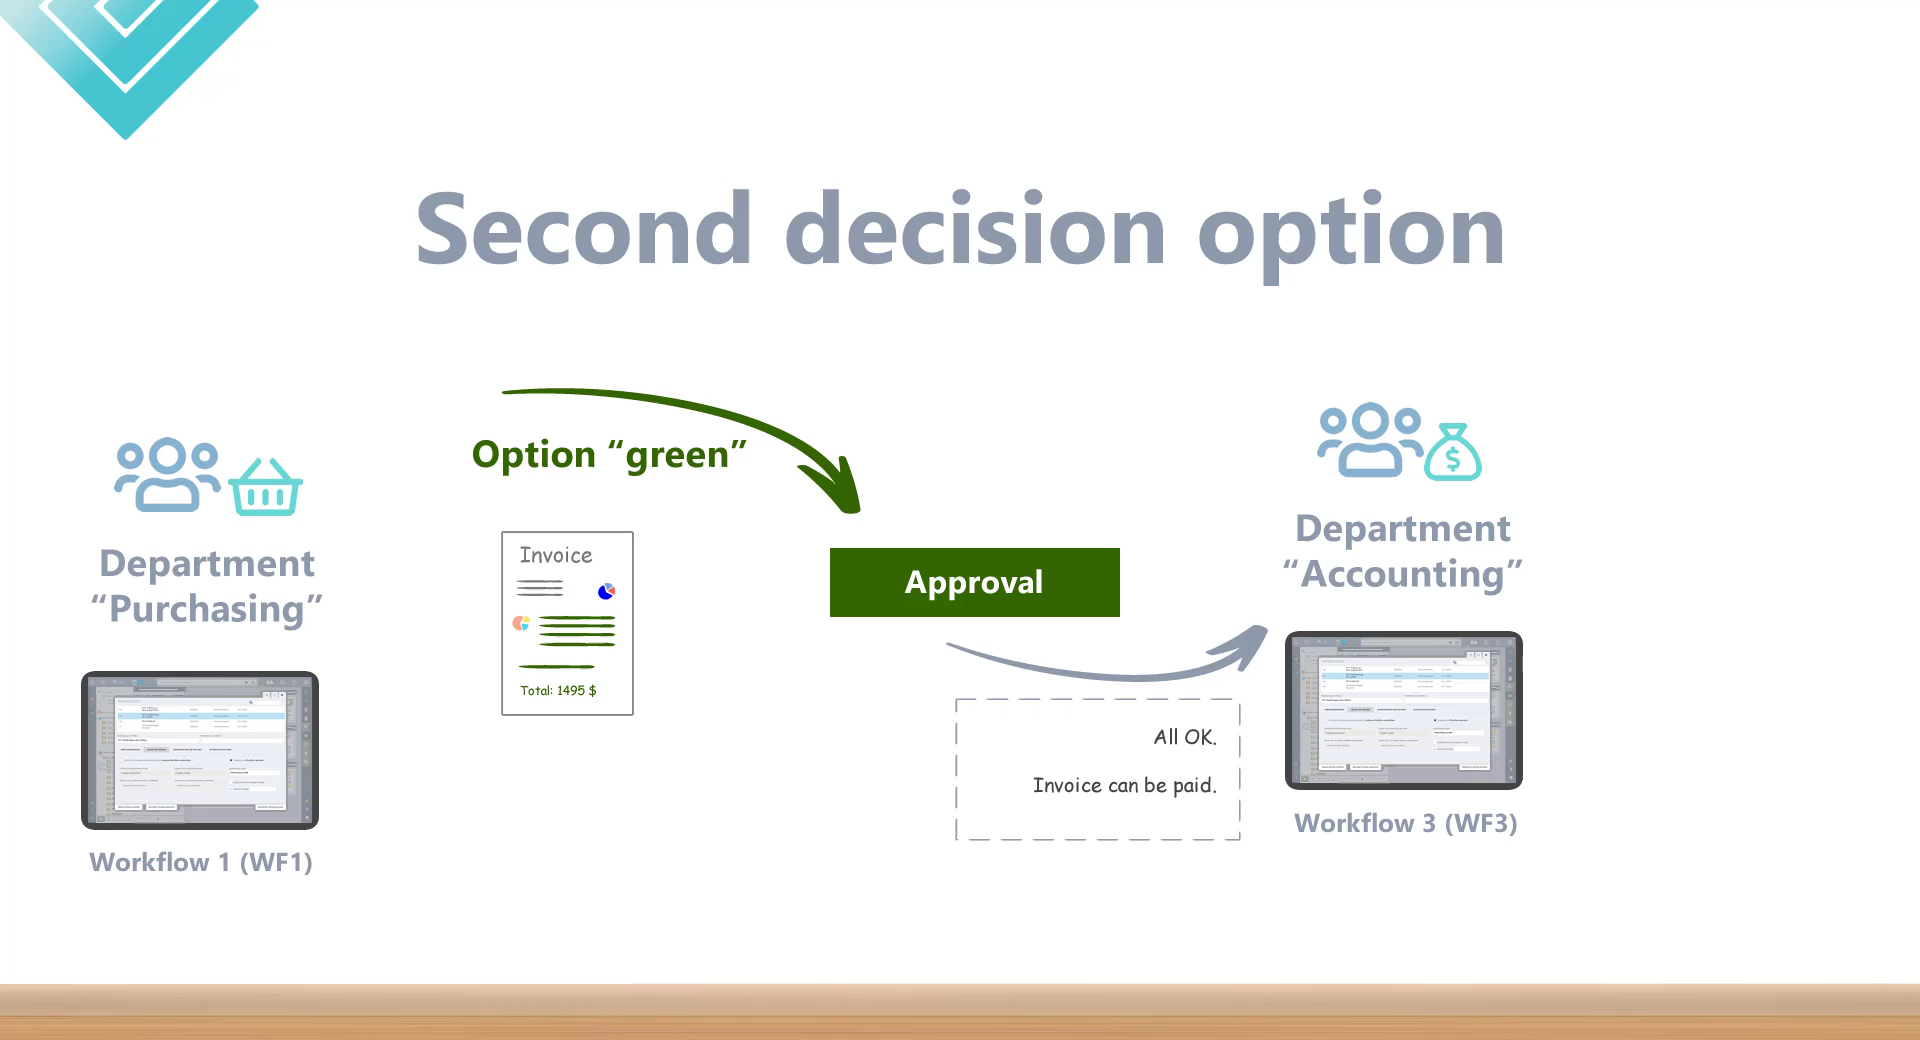 Second decision option
Option “green”
Department
“Purchasing”
Workflow 1 (WF1)
Invoice
Total: 1495 $
Approval
All OK.
Invoice can be paid.
Department
“Accounting”
Workflow 3 (WF3)